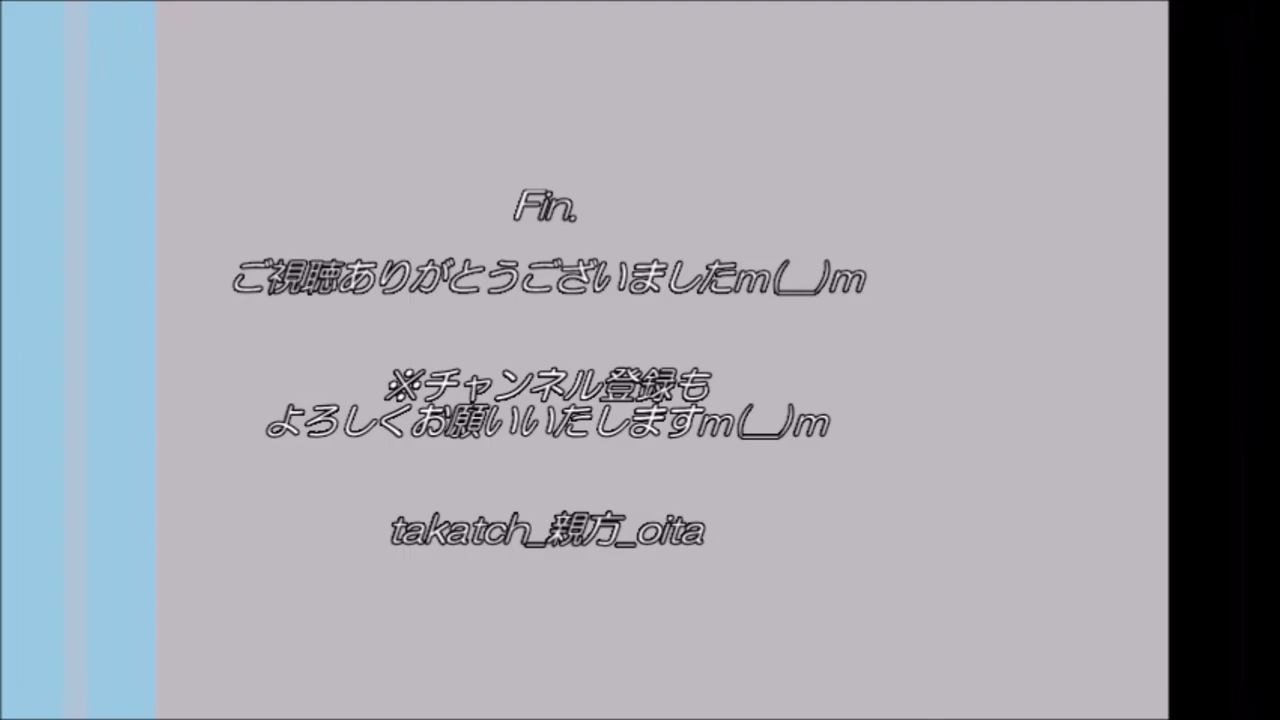 Fin.
ご視聴ありがとうございましたm(__)m
※チャンネル登録も
よろしくお願いいたしますm(__)m
takatch_親方_oita